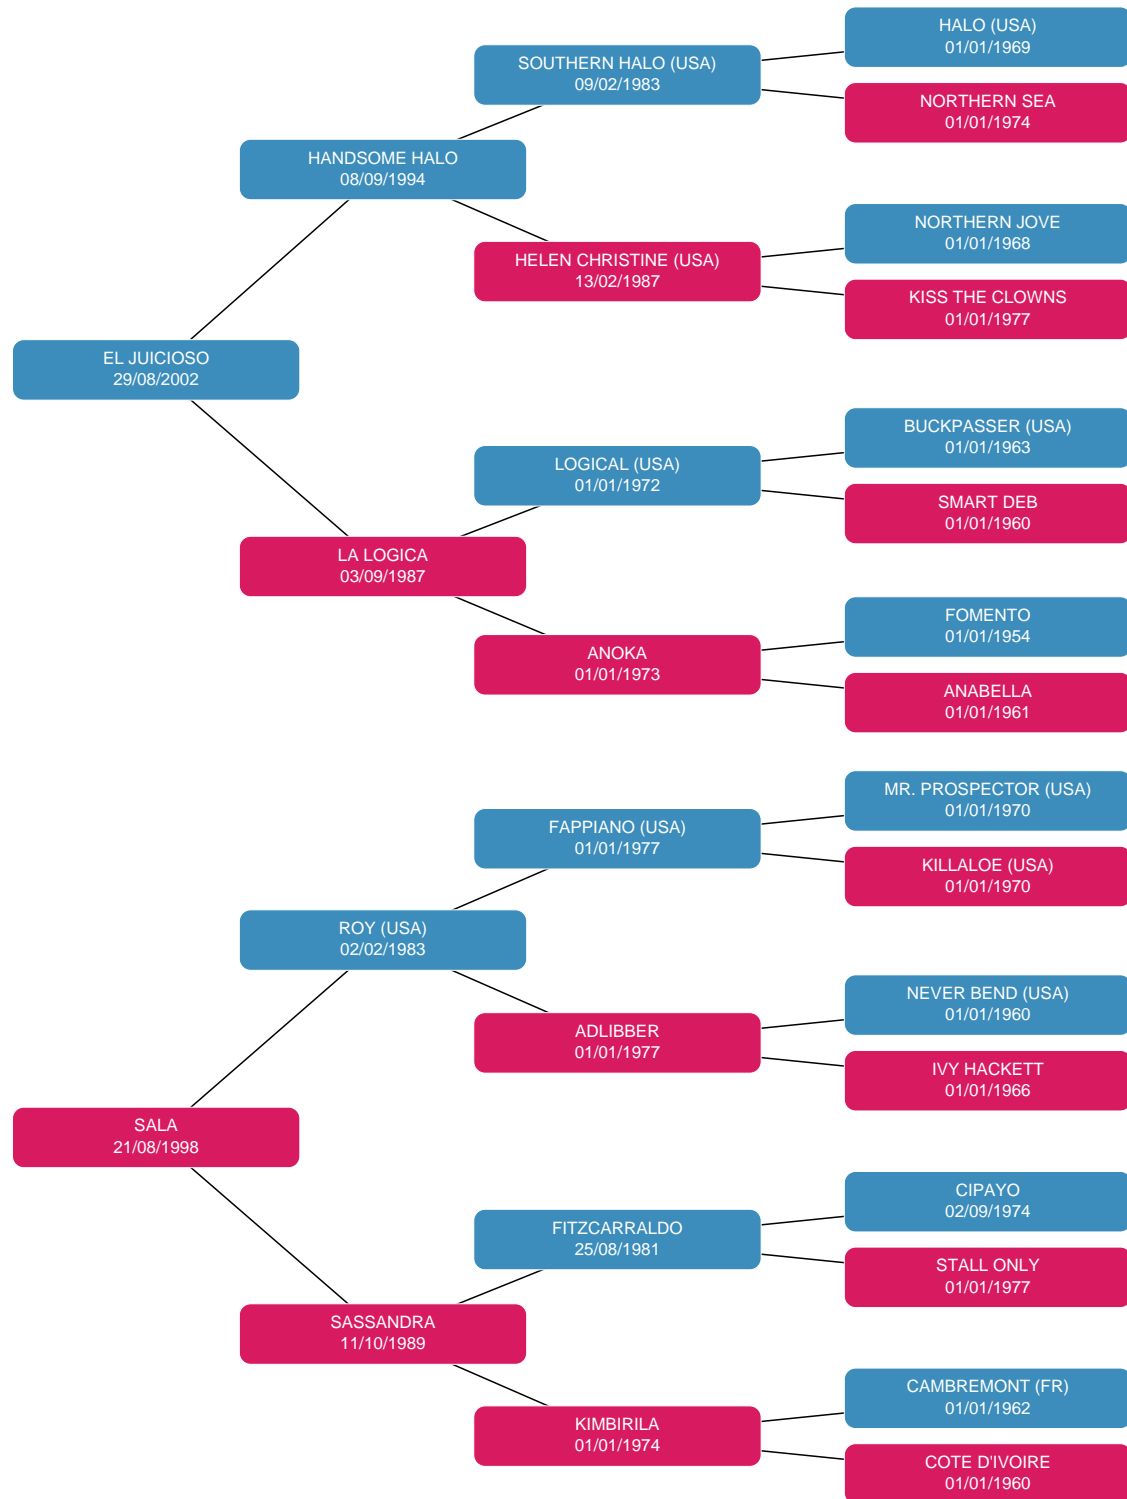 HALO (USA)
01/01/1969
SOUTHERN HALO (USA)
09/02/1983
NORTHERN SEA
01/01/1974
HANDSOME HALO
08/09/1994
NORTHERN JOVE
01/01/1968
HELEN CHRISTINE (USA)
13/02/1987
KISS THE CLOWNS
01/01/1977
EL JUICIOSO
29/08/2002
BUCKPASSER (USA)
01/01/1963
LOGICAL (USA)
01/01/1972
SMART DEB
01/01/1960
LA LOGICA
03/09/1987
FOMENTO
01/01/1954
ANOKA
01/01/1973
ANABELLA
01/01/1961
MR. PROSPECTOR (USA)
01/01/1970
FAPPIANO (USA)
01/01/1977
KILLALOE (USA)
01/01/1970
ROY (USA)
02/02/1983
NEVER BEND (USA)
01/01/1960
ADLIBBER
01/01/1977
IVY HACKETT
01/01/1966
SALA
21/08/1998
CIPAYO
02/09/1974
FITZCARRALDO
25/08/1981
STALL ONLY
01/01/1977
SASSANDRA
11/10/1989
CAMBREMONT (FR)
01/01/1962
KIMBIRILA
01/01/1974
COTE D'IVOIRE
01/01/1960